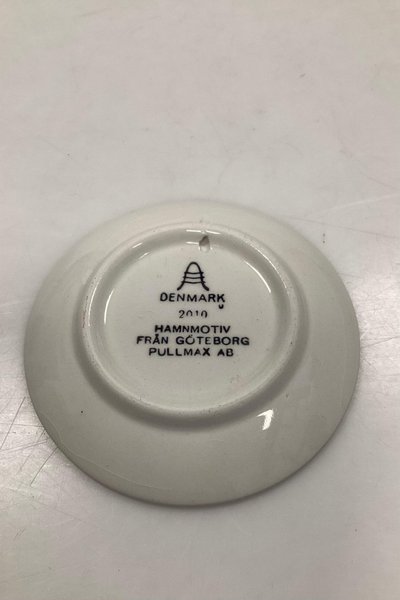 DENMARK
2010
HAMNMOTIV
FRÅN GÖTEBORG
PULLMAX AB